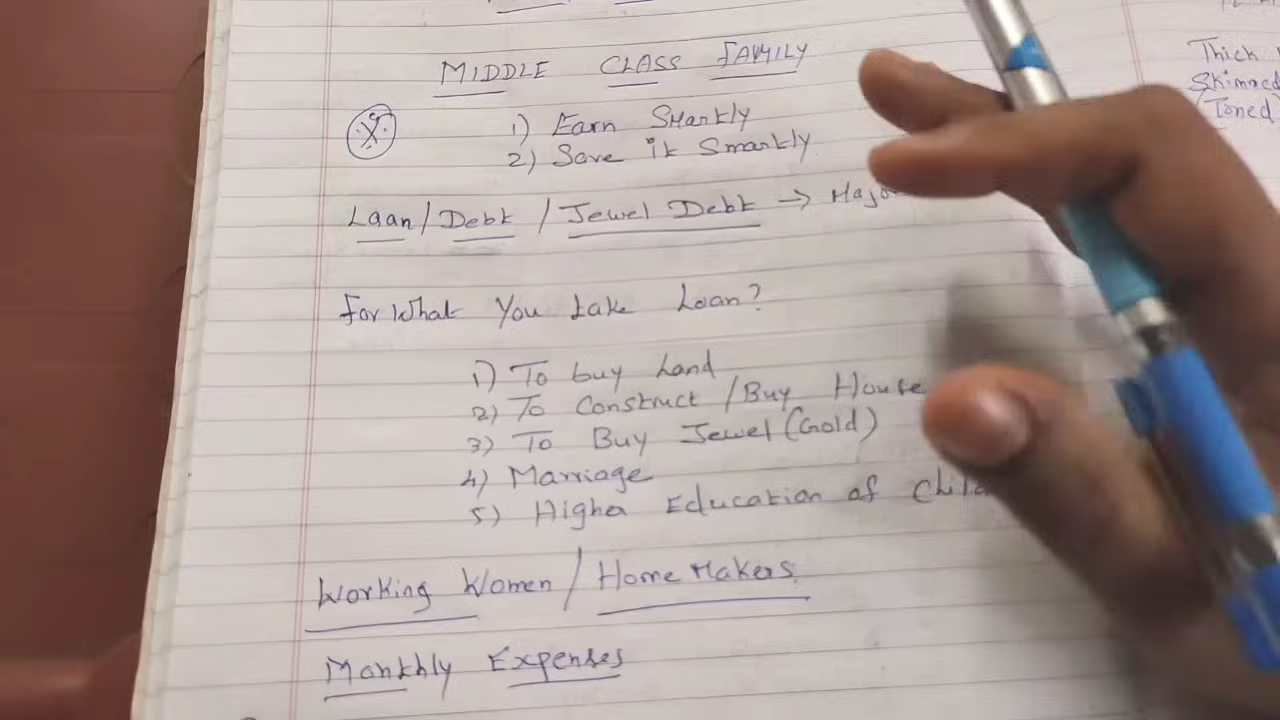 MIDDLE CLASS FAMILY
1) Earn Smartly
2) Save it Smartly
Loan/Debt/Jewel Debt → Major
For What You take Loan?
1) To buy Land
2) To Construct/Buy House
3) To Buy Jewel (Gold)
4) Marriage
5) Higher Education of Child
Working Women/Home Makers
Monthly Expenses
Thick
Skimmed
Toned